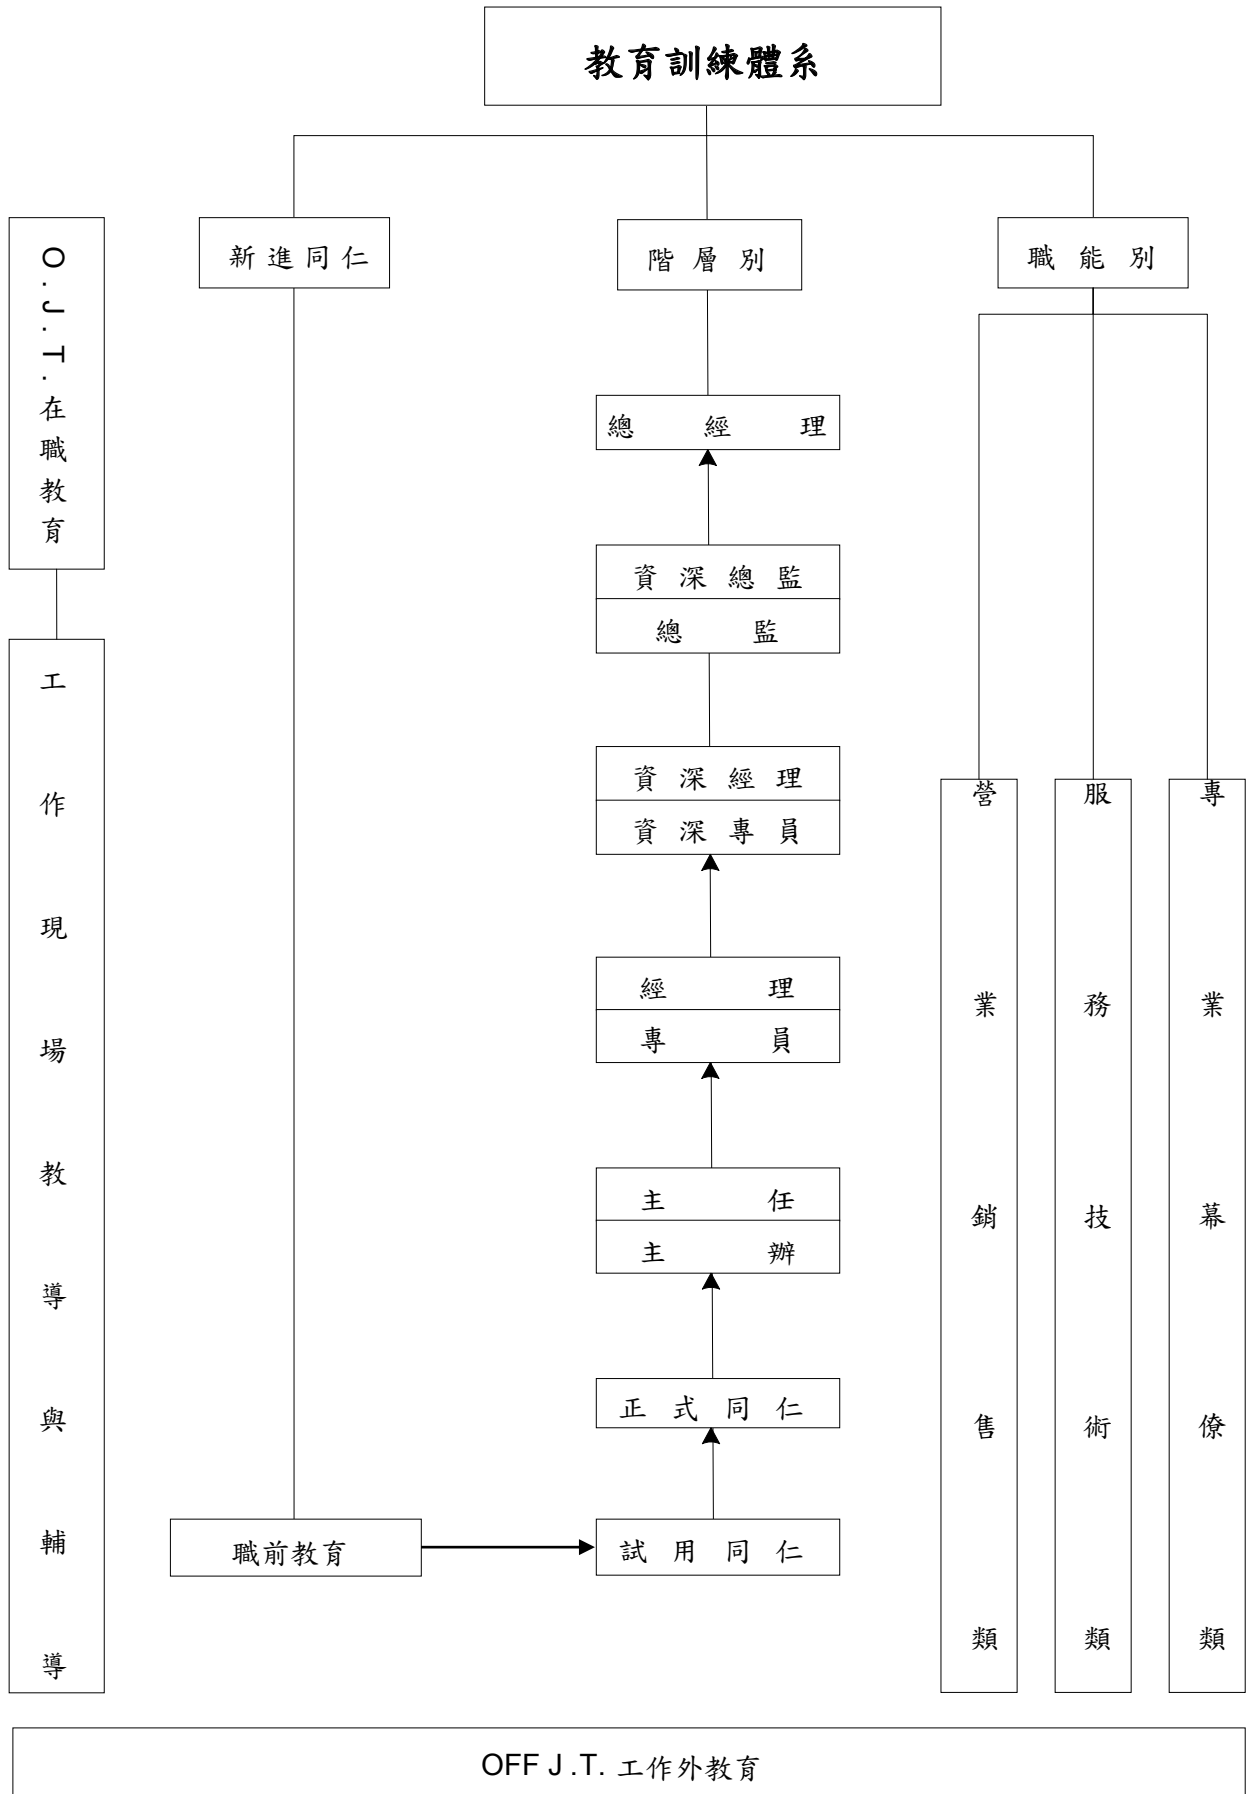 教育訓練體系
O.J.T.在職教育
新進同仁
階層別
職能別
總經理
資深總監
總監
工作現場教導與輔導
資深經理
資深專員
營業銷售類
服務技術類
專業幕僚類
經理
專員
主任
主辦
正式同仁
職前教育
試用同仁
OFF J .T. 工作外教育